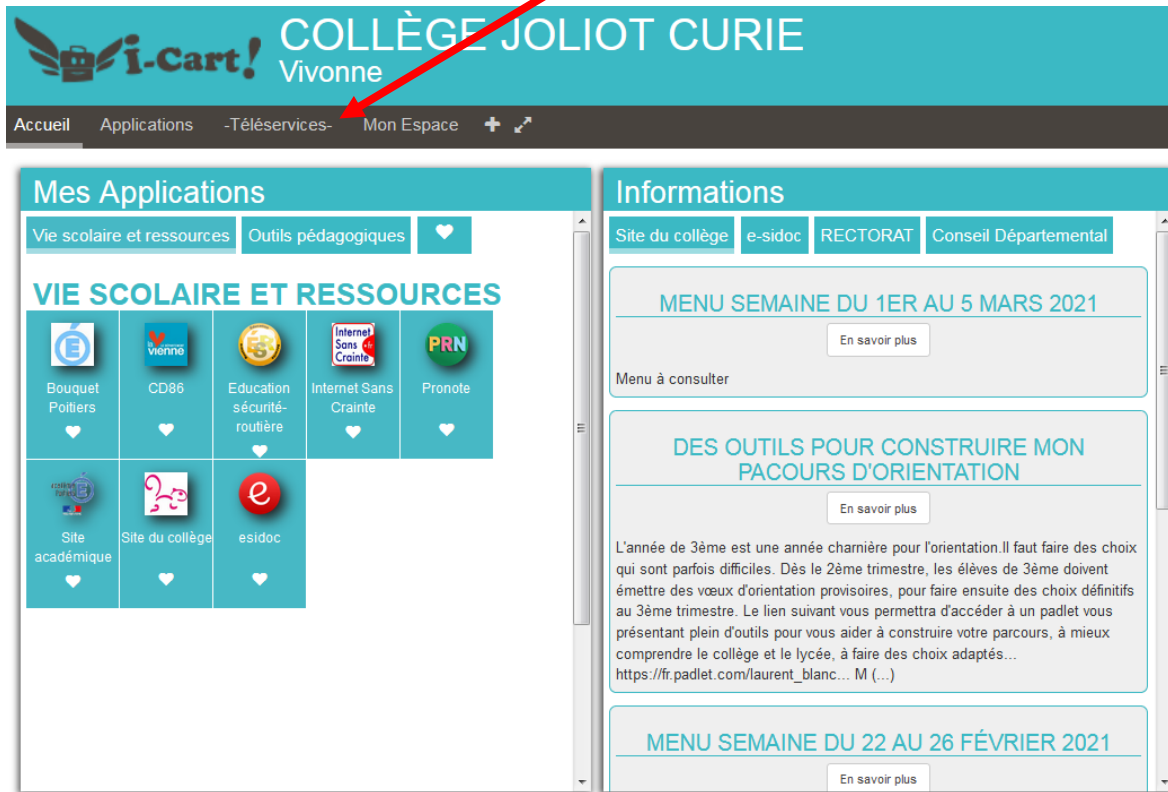 i-Cart!
COLLÈGE JOLIOT CURIE
Vivonne
Accueil Applications -Téléservices- Mon Espace
Mes Applications
Vie scolaire et ressources Outils pédagogiques
VIE SCOLAIRE ET RESSOURCES
É
la vienne
Internet
Sans
Crainte
PRN
Bouquet
Poitiers
CD86
Education
sécurité-
routière
Internet Sans
Crainte
Pronote
e
Site
académique
Site du collège
esidoc
Informations
Site du collège e-sidoc RECTORAT Conseil Départemental
MENU SEMAINE DU 1ER AU 5 MARS 2021
En savoir plus
Menu à consulter
DES OUTILS POUR CONSTRUIRE MON
PACOURS D'ORIENTATION
En savoir plus
L'année de 3ème est une année charnière pour l'orientation.Il faut faire des choix
qui sont parfois difficiles. Dès le 2ème trimestre, les élèves de 3ème doivent
émettre des vœux d'orientation provisoires, pour faire ensuite des choix définitifs
au 3ème trimestre. Le lien suivant vous permettra d'accéder à un padlet vous
présentant plein d'outils pour vous aider à construire votre parcours, à mieux
comprendre le collège et le lycée, à faire des choix adaptés...
https://fr.padlet.com/laurent_blanc... M (...)
MENU SEMAINE DU 22 AU 26 FÉVRIER 2021
En savoir plus